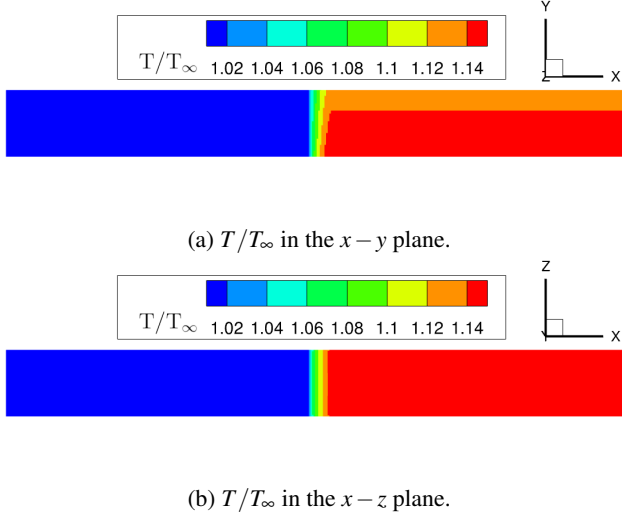 T/T∞ 1.02 1.04 1.06 1.08 1.1 1.12 1.14
Y
Z X
(a) T/T∞ in the x − y plane.
Z
T/T∞ 1.02 1.04 1.06 1.08 1.1 1.12 1.14
Y X
(b) T/T∞ in the x − z plane.